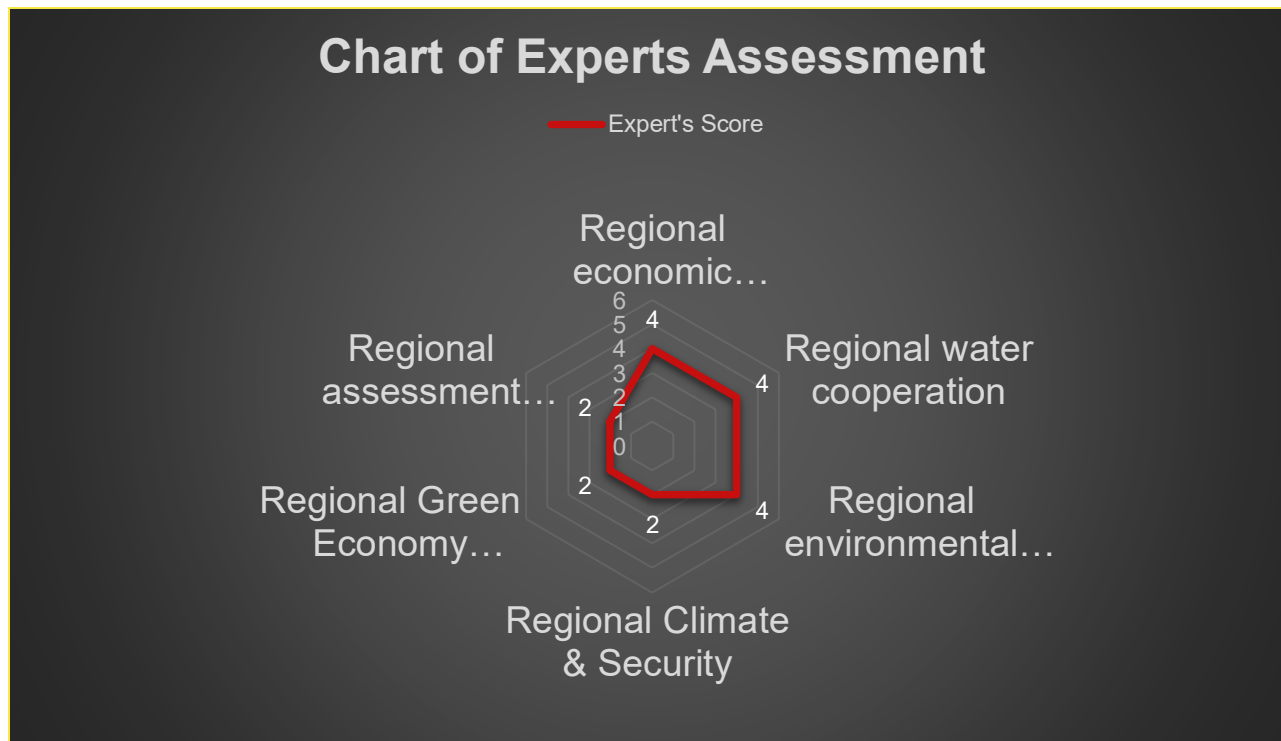 Chart of Experts Assessment
Expert's Score
Regional
economic…
6
5
4
3
2
1
0
4
Regional water
cooperation
4
Regional
environmental…
4
Regional Climate
& Security
2
Regional Green
Economy…
2
Regional
assessment…
2